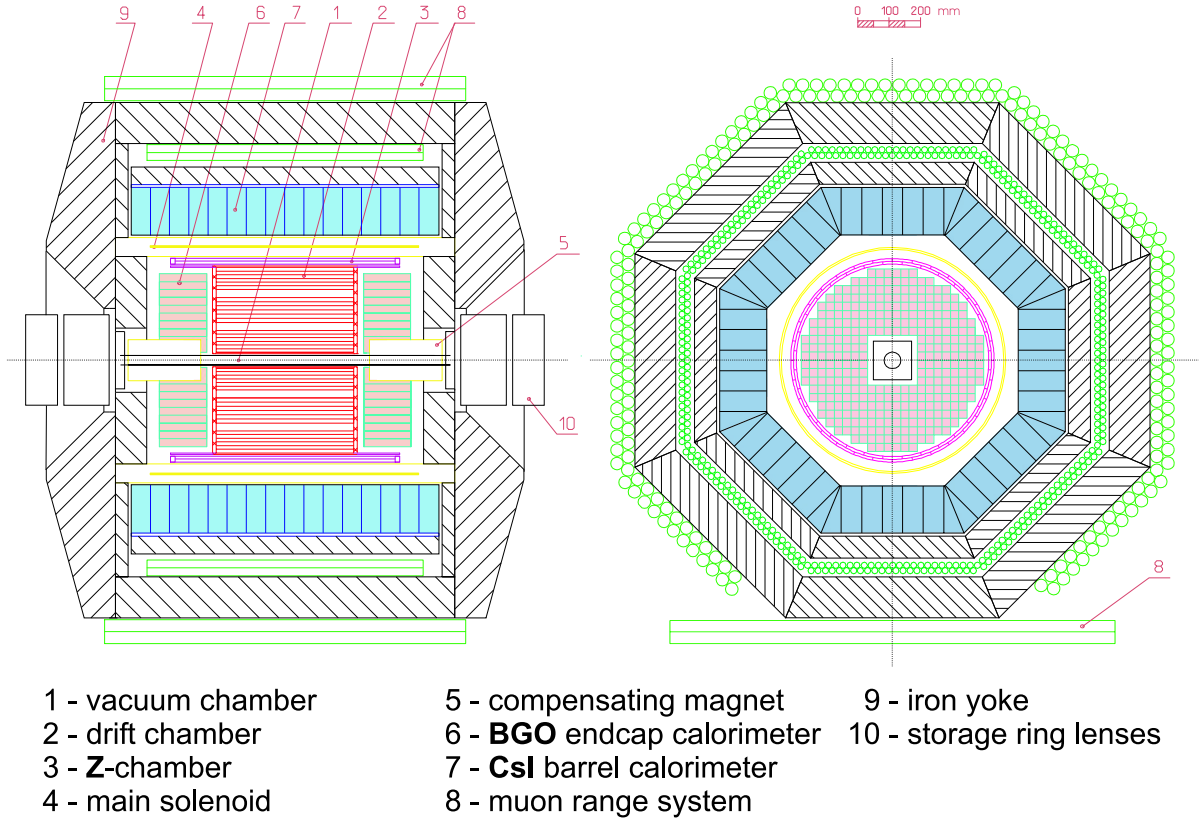 9 4 6 7 1 2 3 8
0 100 200 mm
5
10
8
1 - vacuum chamber
2 - drift chamber
3 - Z-chamber
4 - main solenoid
5 - compensating magnet
6 - BGO endcap calorimeter
7 - CsI barrel calorimeter
8 - muon range system
9 - iron yoke
10 - storage ring lenses